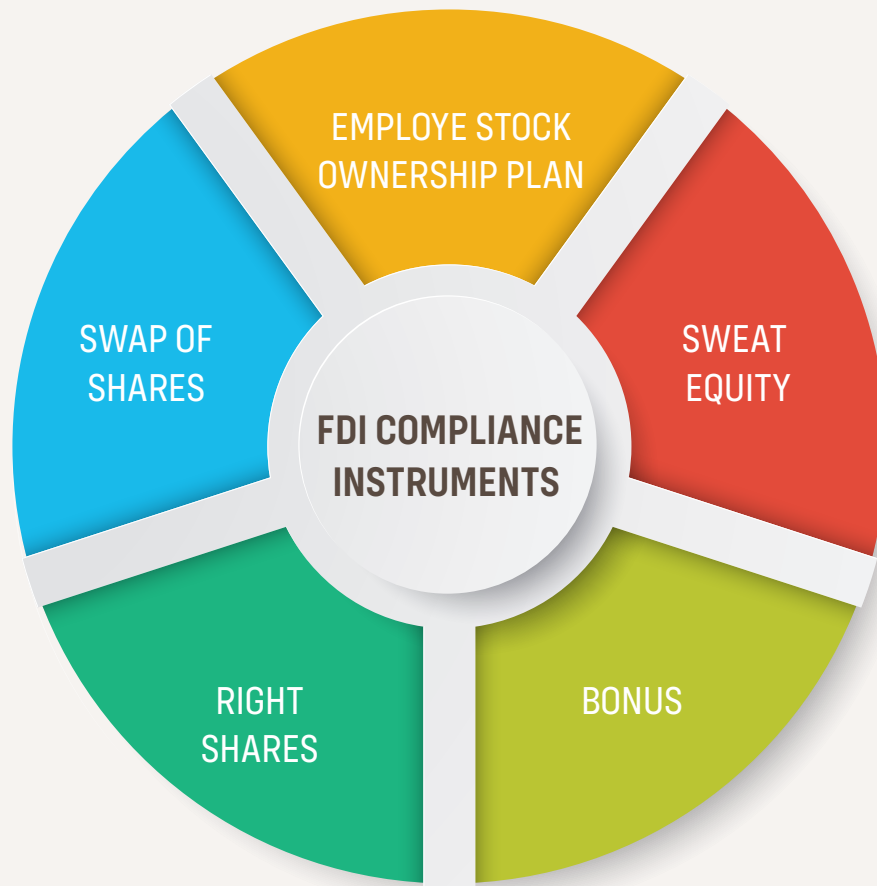 EMPLOYE STOCK
OWNERSHIP PLAN
SWAP OF
SHARES
SWEAT
EQUITY
FDI COMPLIANCE
INSTRUMENTS
RIGHT
SHARES
BONUS